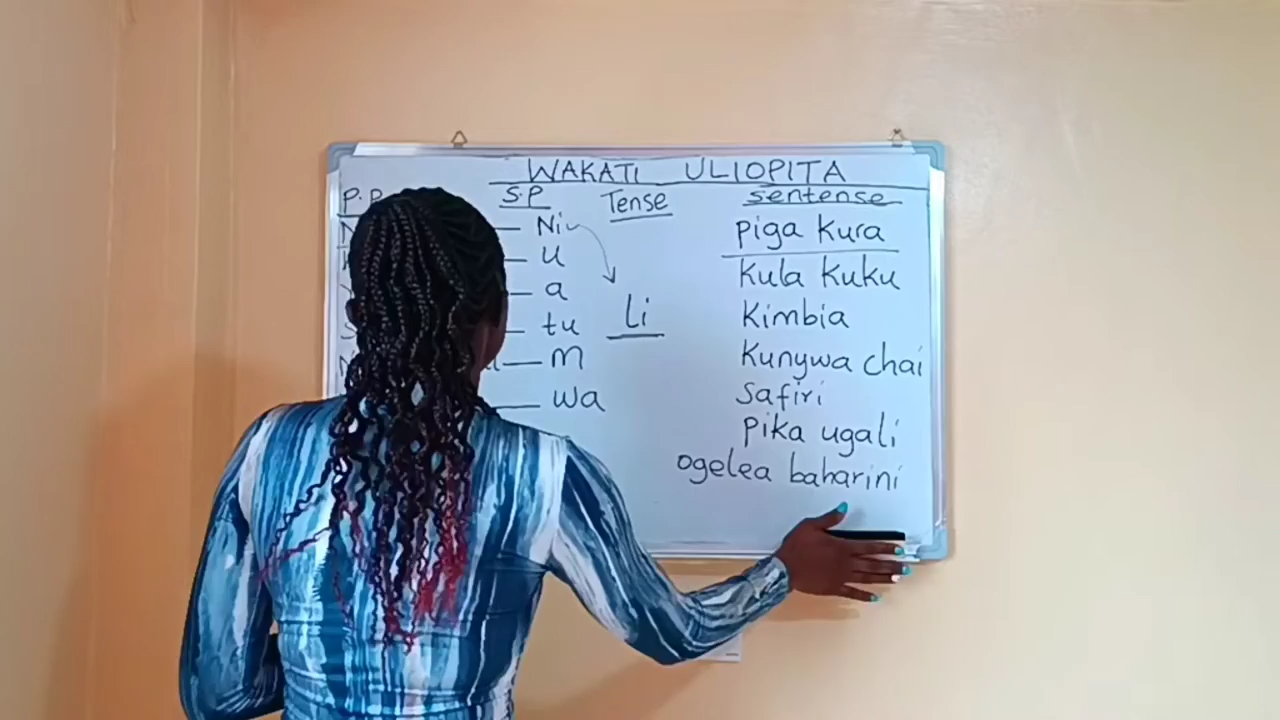 WAKATI ULIOPITA
P.P S.P Tense sentense
Ni piga kura
u kula kuku
a
Li Kimbia
tu
m kunywa chai
wa safiri
pika ugali
ogelea baharini